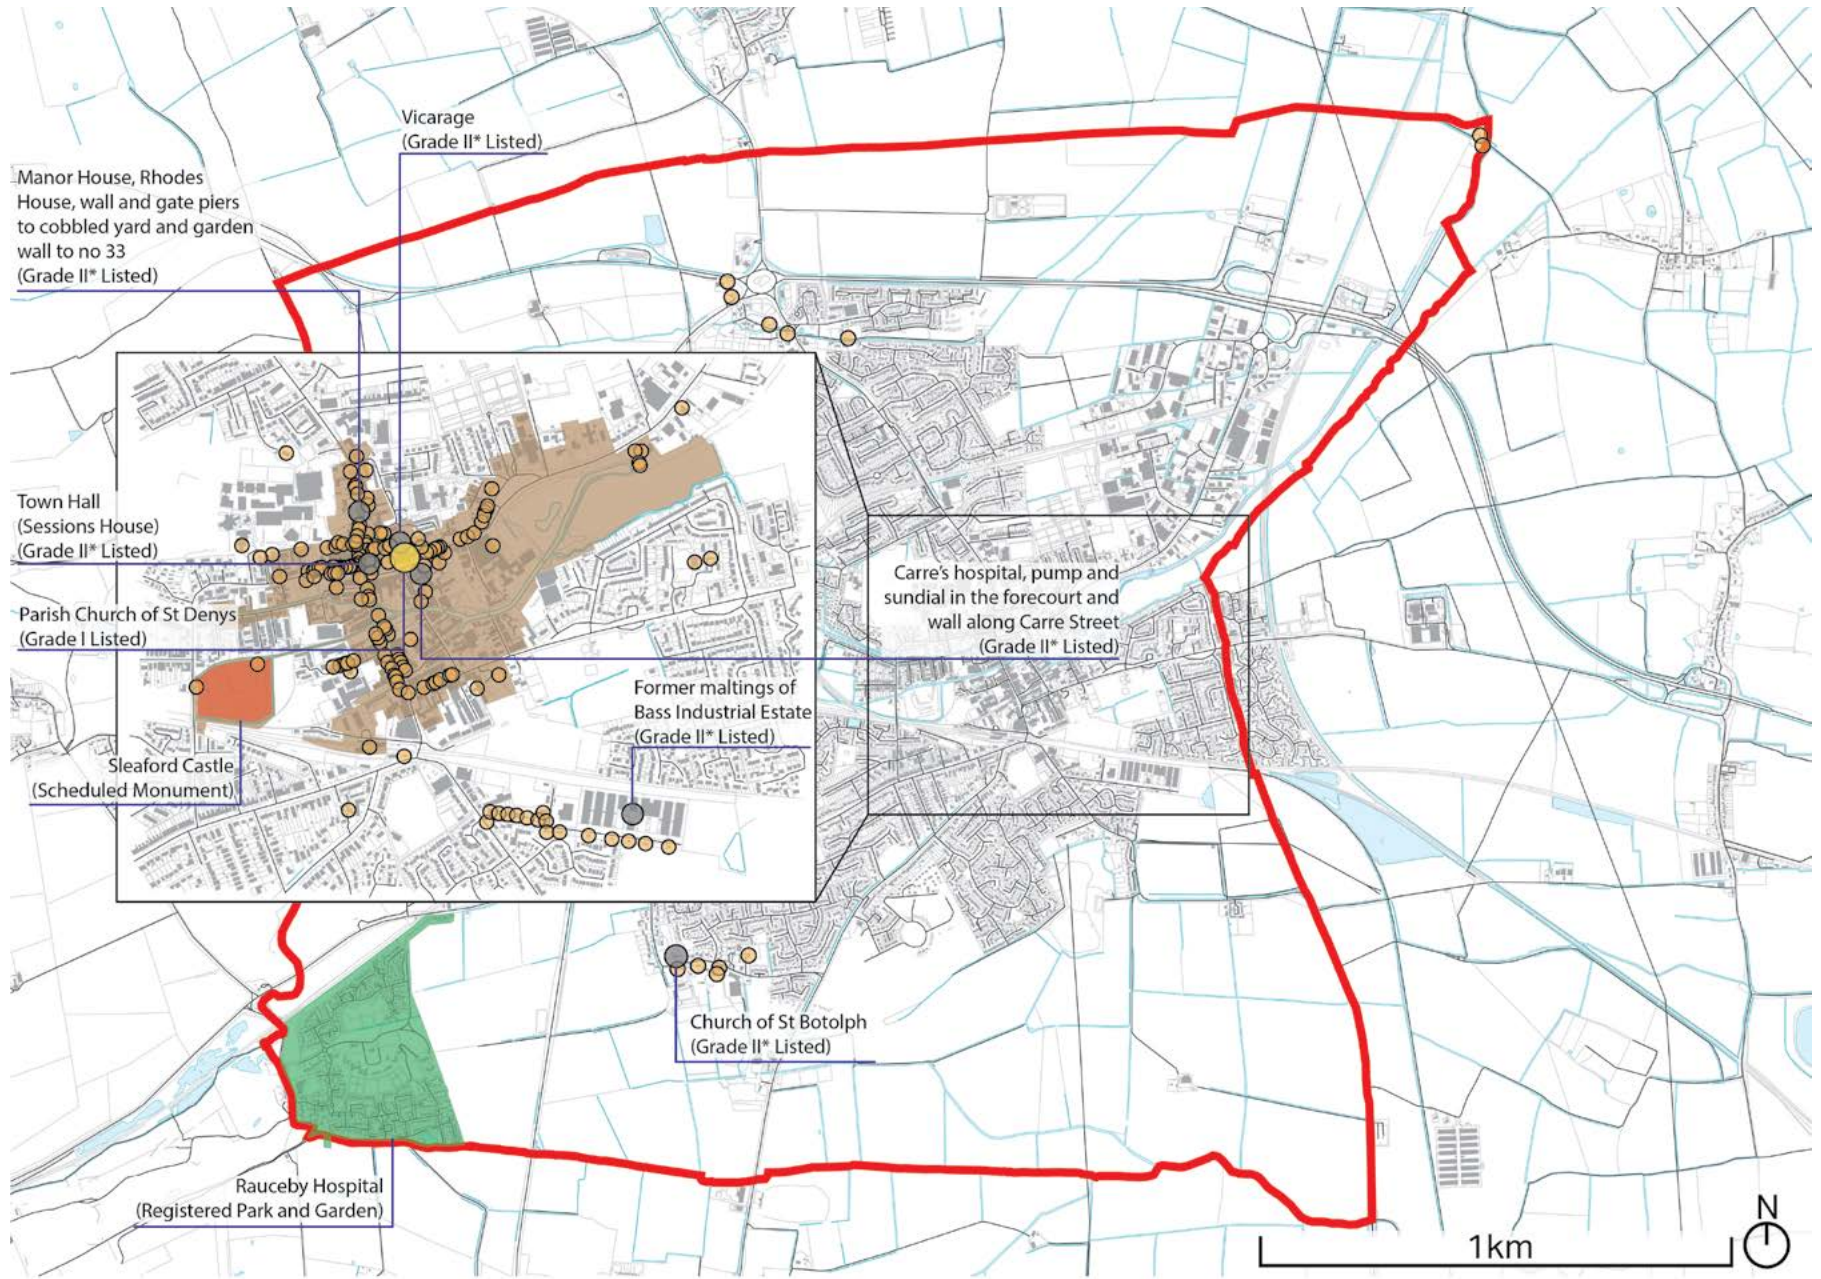 Vicarage
(Grade II* Listed)
Manor House, Rhodes
House, wall and gate piers
to cobbled yard and garden
wall to no 33
(Grade II* Listed)
Town Hall
(Sessions House)
(Grade II* Listed)
Carre's hospital, pump and
sundial in the forecourt and
wall along Carre Street
(Grade II* Listed)
Parish Church of St Denys
(Grade I Listed)
Former maltings of
Bass Industrial Estate
(Grade II* Listed)
Sleaford Castle
(Scheduled Monument)
Church of St Botolph
(Grade II* Listed)
Rauceby Hospital
(Registered Park and Garden)
N
1km